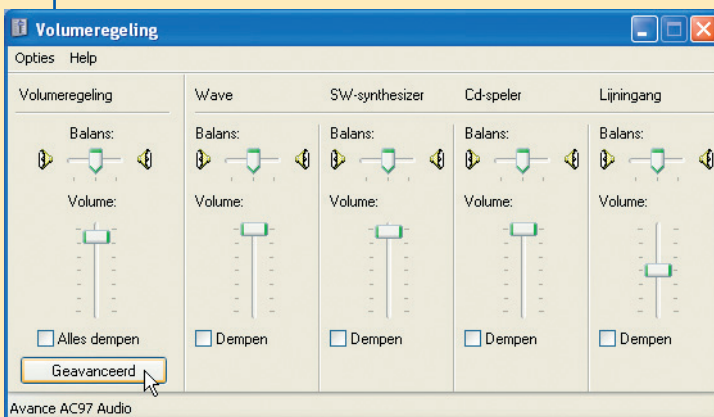 Volumeregeling
Opties Help
Volumeregeling Wave SW-synthesizer Cd-speler Lijningang
Balans: Balans: Balans: Balans: Balans:
Volume: Volume: Volume: Volume: Volume:
Alles dempen Dempen Dempen Dempen Dempen
Geavanceerd
Avance AC97 Audio